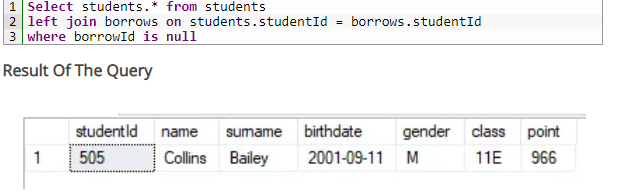 1 Select students.* from students
2 left join borrows on students.studentId = borrows.studentId
3 where borrowId is null
Result Of The Query
studentId name surname birthdate gender class point
1 505 Collins Bailey 2001-09-11 M 11E 966